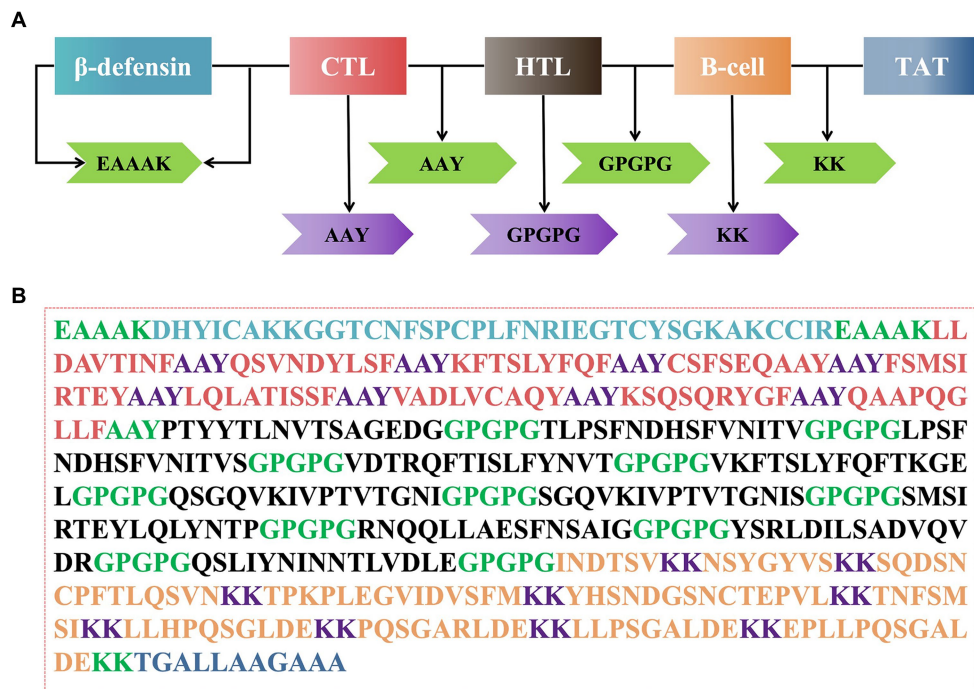 A
β-defensin CTL HTL B-cell TAT
EAAAK AAY GPGPG KK
AAY GPGPG KK
B
EAAAKDHYICAKKGGTCNFSPCPLFNRIEGTCYSGKAKCCIREAAAKLL
DAVTINFAAYQSVNDYLSFAAYKFTSLYFQFAAYCSFSEQAAYAAYFSMSI
RTEYAAYLQLATISSFAAYVADLVCAQYAAYKSQSQRYGFAAYQAAPQG
LLFAAYPTYYTLNVTSAGEDGGPGPGTLPSFNDHSFVNITVGPGPGLPSF
NDHSFVNITVSGPGPGVDTRQFTISLFYNVTGPGPGVKFTSLYFQFTKGE
LGPGPGQSGQVKIVPTVTGNIGPGPGSGQVKIVPTVTGNISGPGPGSMSI
RTEYLQLYNTPGPGPGRNQQLLAESFNSAIGGPGPGYSRLDILSADVQV
DRGPGPGQSLIYNINNTLVDLEGPGPGINDTSVKKNSYGYVSKKSQDSN
CPFTLQSVNKKTPKPLEGVIDVSFMKKYHSNDGSNCTEPVLKKTNFSM
SIKKLLHPQSGLDEKKPQSGARLDEKKLLPSGALDEKKEPLLPQSGAL
DEKKTGALLAAGAAA